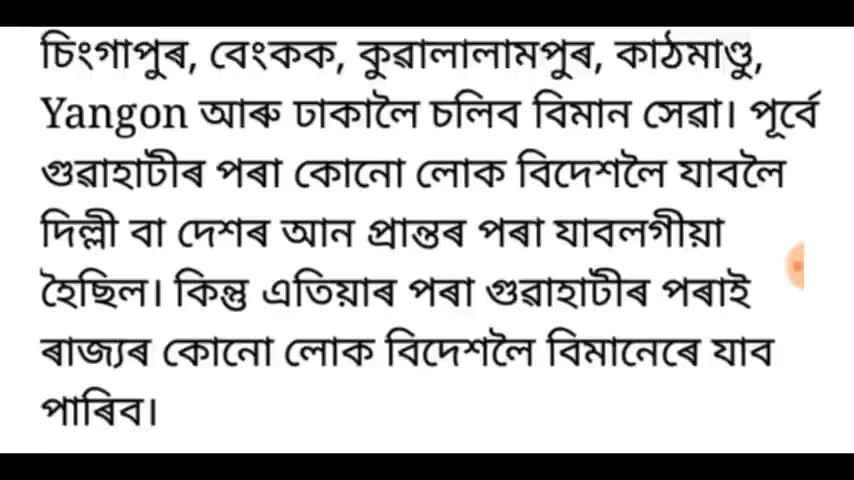 চিংগাপুৰ, বেংকক, কুৱালালামপুৰ, কাঠমাণ্ডু,
Yangon আৰু ঢাকালৈ চলিব বিমান সেৱা। পূৰ্বে
গুৱাহাটীৰ পৰা কোনো লোক বিদেশলৈ যাবলৈ
দিল্লী বা দেশৰ আন প্ৰান্তৰ পৰা যাবলগীয়া
হৈছিল। কিন্তু এতিয়াৰ পৰা গুৱাহাটীৰ পৰাই
ৰাজ্যৰ কোনো লোক বিদেশলৈ বিমানেৰে যাব
পাৰিব।